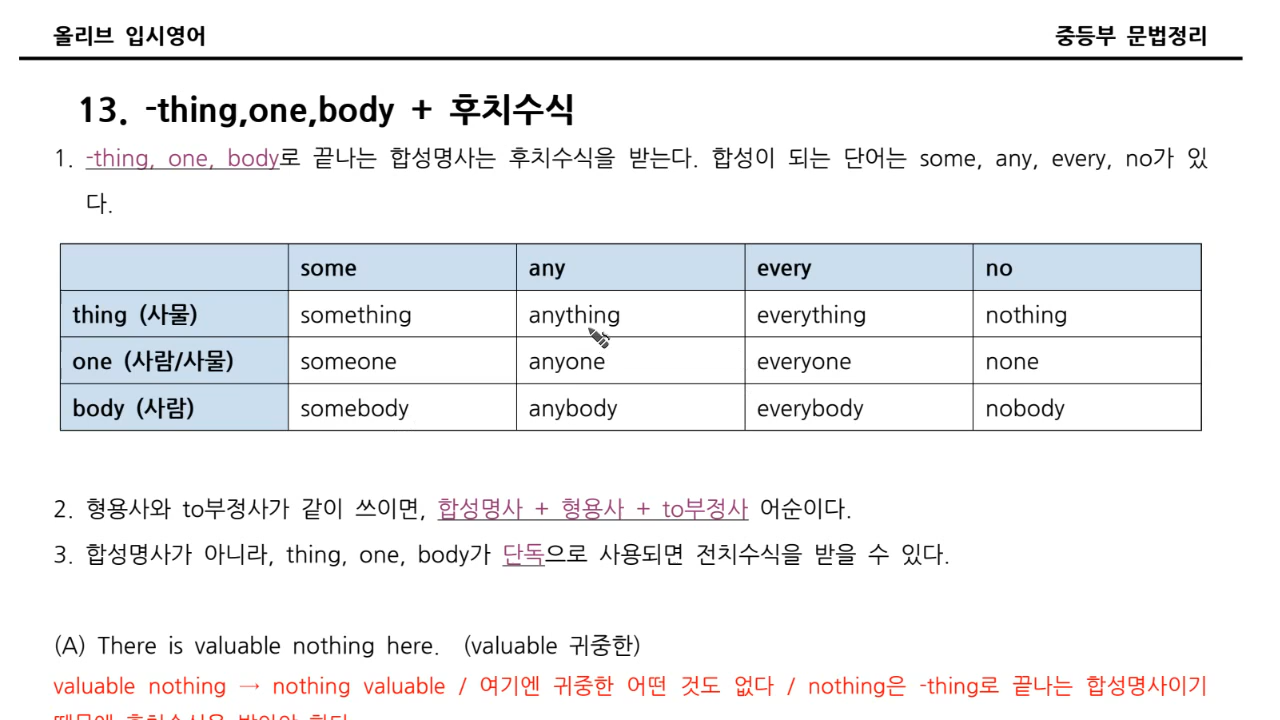 올리브 입시영어 중등부 문법정리
13. -thing,one,body + 후치수식
1. -thing, one, body로 끝나는 합성명사는 후치수식을 받는다. 합성이 되는 단어는 some, any, every, no가 있
다.
some any every no
thing (사물) something anything everything nothing
one (사람/사물) someone anyone everyone none
body (사람) somebody anybody everybody nobody
2. 형용사와 to부정사가 같이 쓰이면, 합성명사 + 형용사 + to부정사 어순이다.
3. 합성명사가 아니라, thing, one, body가 단독으로 사용되면 전치수식을 받을 수 있다.
(A) There is valuable nothing here. (valuable 귀중한)
valuable nothing → nothing valuable / 여기엔 귀중한 어떤 것도 없다 / nothing은 -thing로 끝나는 합성명사이기